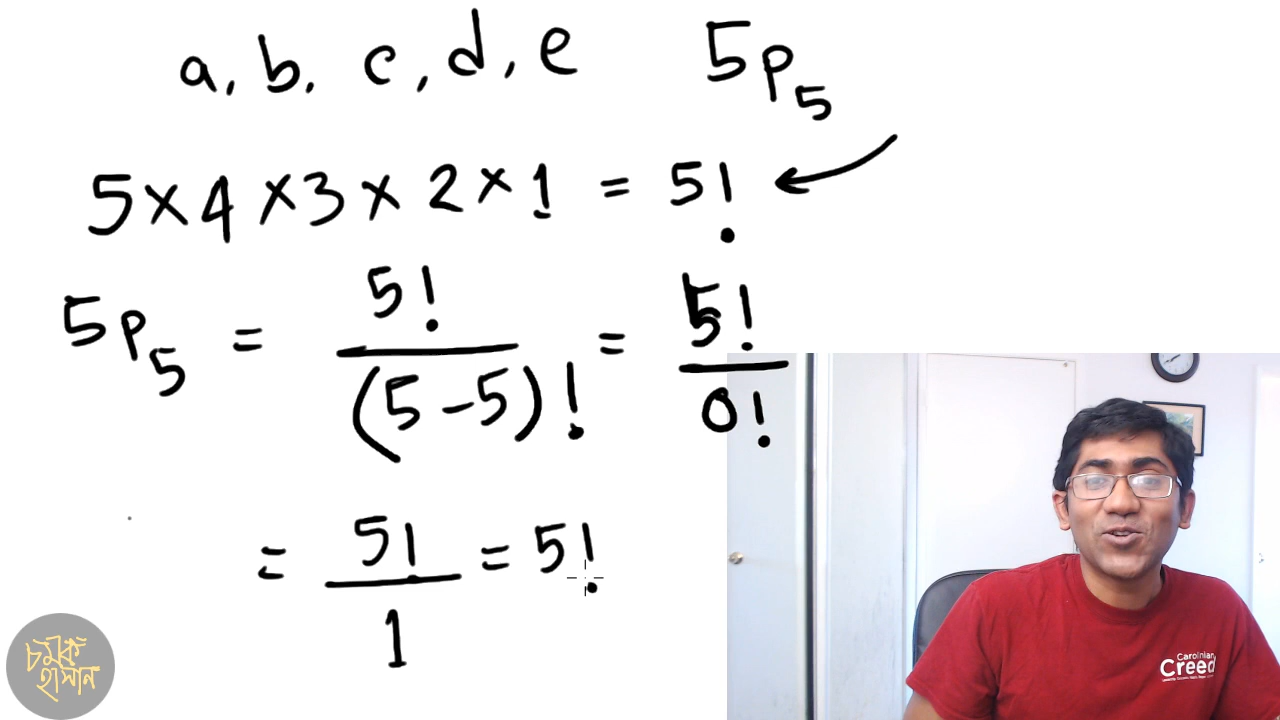 a, b, c, d, e 5P₅
5 × 4 × 3 × 2 × 1 = 5!
5P₅ = 5! / (5-5)! = 5! / 0!
= 5! / 1 = 5!
চমক
হাসান
Carolinian
Creed